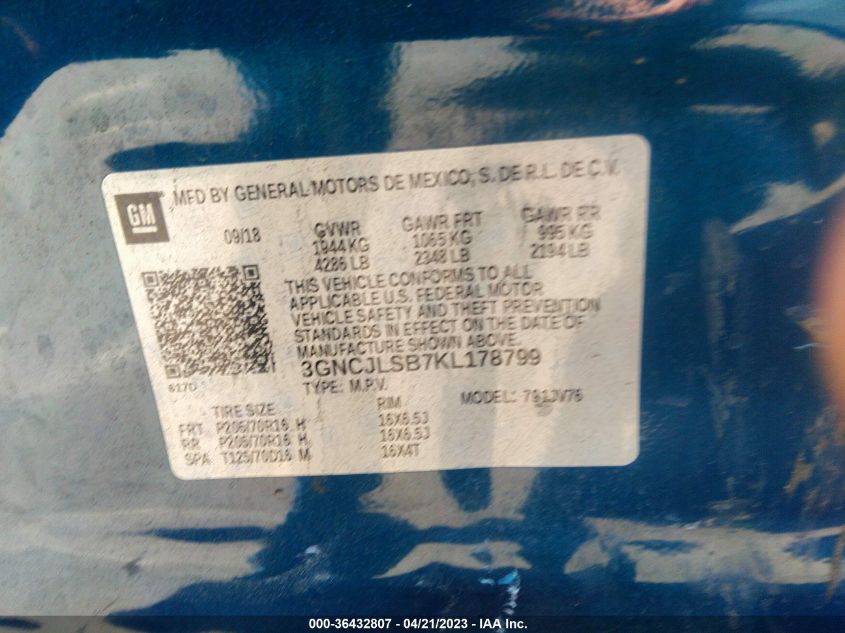 GM
MFD BY GENERAL MOTORS DE MEXICO, S. DE R.L. DE C.V.
09/18 GVWR GAWR FRT GAWR RR
1944 KG 1065 KG 995 KG
4286 LB 2348 LB 2194 LB
THIS VEHICLE CONFORMS TO ALL
APPLICABLE U.S. FEDERAL MOTOR
VEHICLE SAFETY AND THEFT PREVENTION
STANDARDS IN EFFECT ON THE DATE OF
MANUFACTURE SHOWN ABOVE.
3GNCJLSB7KL178799
817D TYPE: M.P.V. MODEL: 791JV76
TIRE SIZE RIM
FRT P205/70R16 H 16X6.5J
RR P205/70R16 H 16X6.5J
SPA T125/70D16 M 16X4T
000-36432807 - 04/21/2023 - IAA Inc.